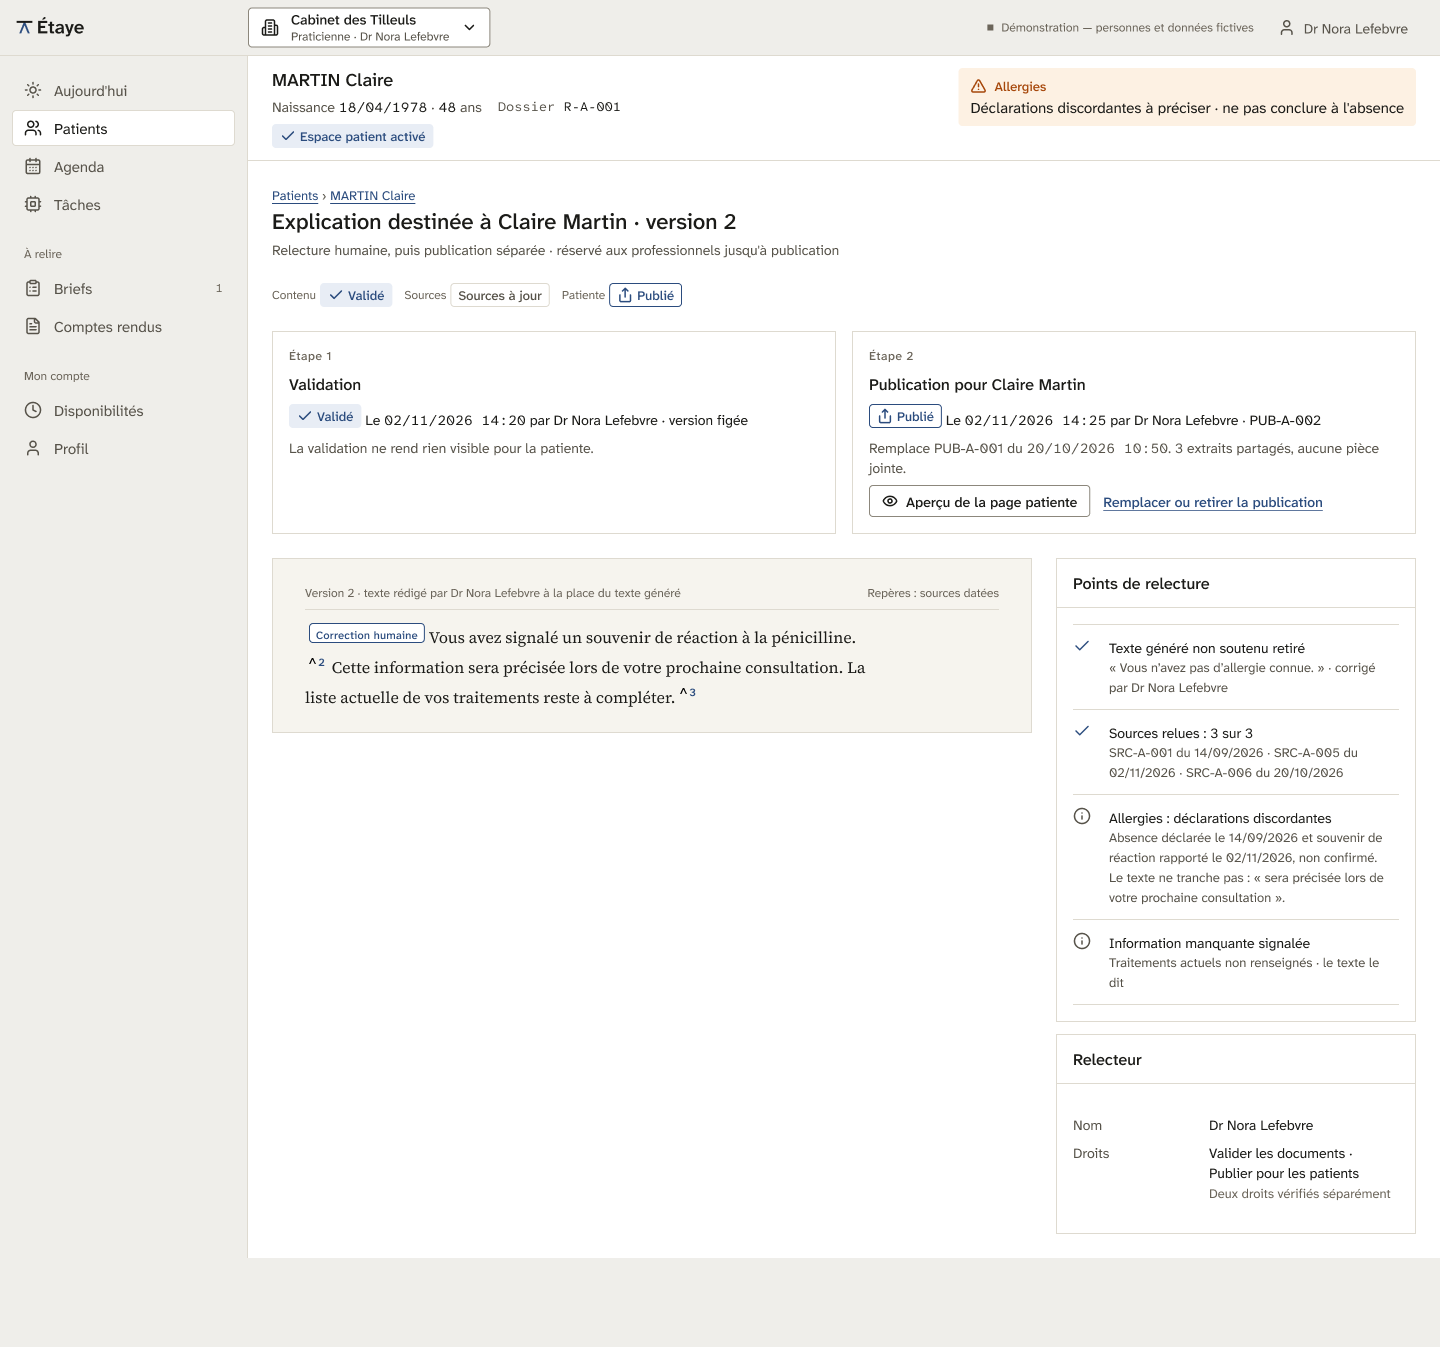 Étaye
Cabinet des Tilleuls
Praticienne · Dr Nora Lefebvre
Démonstration — personnes et données fictives
Dr Nora Lefebvre
Aujourd'hui
Patients
Agenda
Tâches
À relire
Briefs 1
Comptes rendus
Mon compte
Disponibilités
Profil
MARTIN Claire
Naissance 18/04/1978 · 48 ans Dossier R-A-001
Espace patient activé
Allergies
Déclarations discordantes à préciser · ne pas conclure à l'absence
Patients › MARTIN Claire
Explication destinée à Claire Martin · version 2
Relecture humaine, puis publication séparée · réservé aux professionnels jusqu'à publication
Contenu Validé Sources Sources à jour Patiente Publié
Étape 1
Validation
Validé Le 02/11/2026 14:20 par Dr Nora Lefebvre · version figée
La validation ne rend rien visible pour la patiente.
Étape 2
Publication pour Claire Martin
Publié Le 02/11/2026 14:25 par Dr Nora Lefebvre · PUB-A-002
Remplace PUB-A-001 du 20/10/2026 10:50. 3 extraits partagés, aucune pièce
jointe.
Aperçu de la page patiente Remplacer ou retirer la publication
Version 2 · texte rédigé par Dr Nora Lefebvre à la place du texte généré Repères : sources datées
Correction humaine Vous avez signalé un souvenir de réaction à la pénicilline.
^2 Cette information sera précisée lors de votre prochaine consultation. La
liste actuelle de vos traitements reste à compléter. ^3
Points de relecture
Texte généré non soutenu retiré
« Vous n'avez pas d'allergie connue. » · corrigé
par Dr Nora Lefebvre
Sources relues : 3 sur 3
SRC-A-001 du 14/09/2026 · SRC-A-005 du
02/11/2026 · SRC-A-006 du 20/10/2026
Allergies : déclarations discordantes
Absence déclarée le 14/09/2026 et souvenir de
réaction rapporté le 02/11/2026, non confirmé.
Le texte ne tranche pas : « sera précisée lors de
votre prochaine consultation ».
Information manquante signalée
Traitements actuels non renseignés · le texte le
dit
Relecteur
Nom Dr Nora Lefebvre
Droits Valider les documents ·
Publier pour les patients
Deux droits vérifiés séparément